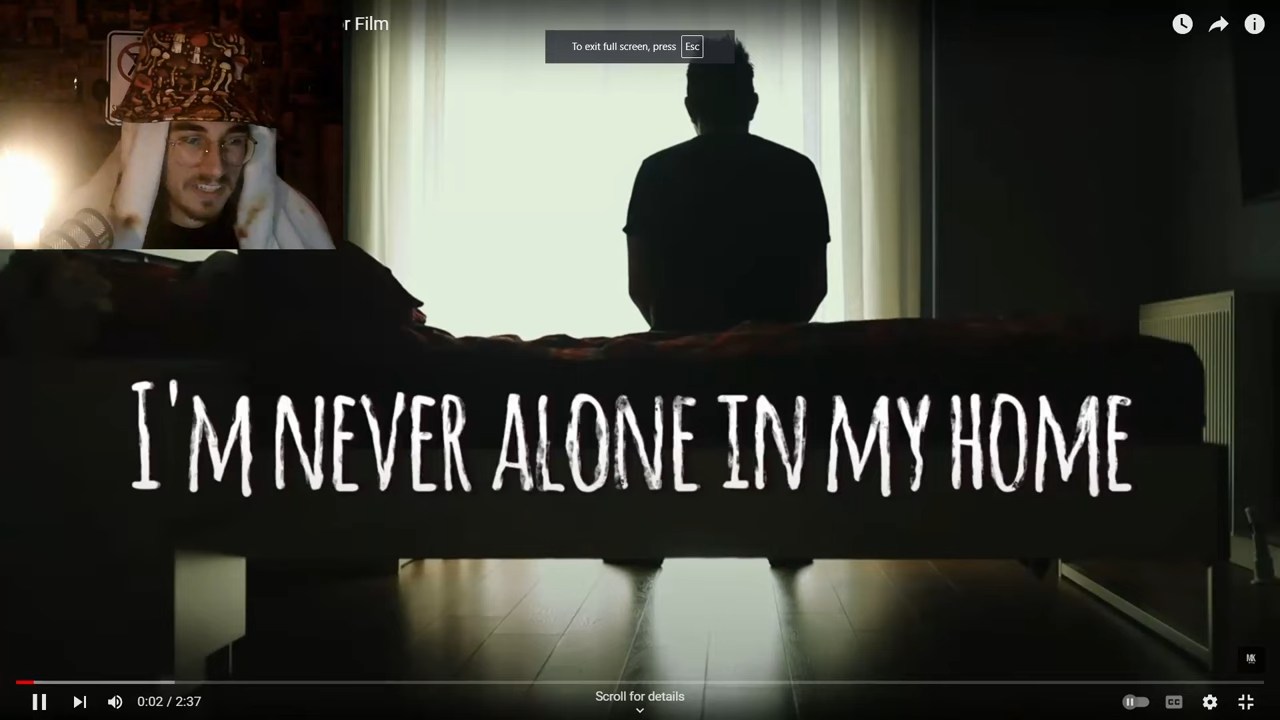 r Film
To exit full screen, press Esc
I'M NEVER ALONE IN MY HOME
MK
0:02 / 2:37
Scroll for details
CC